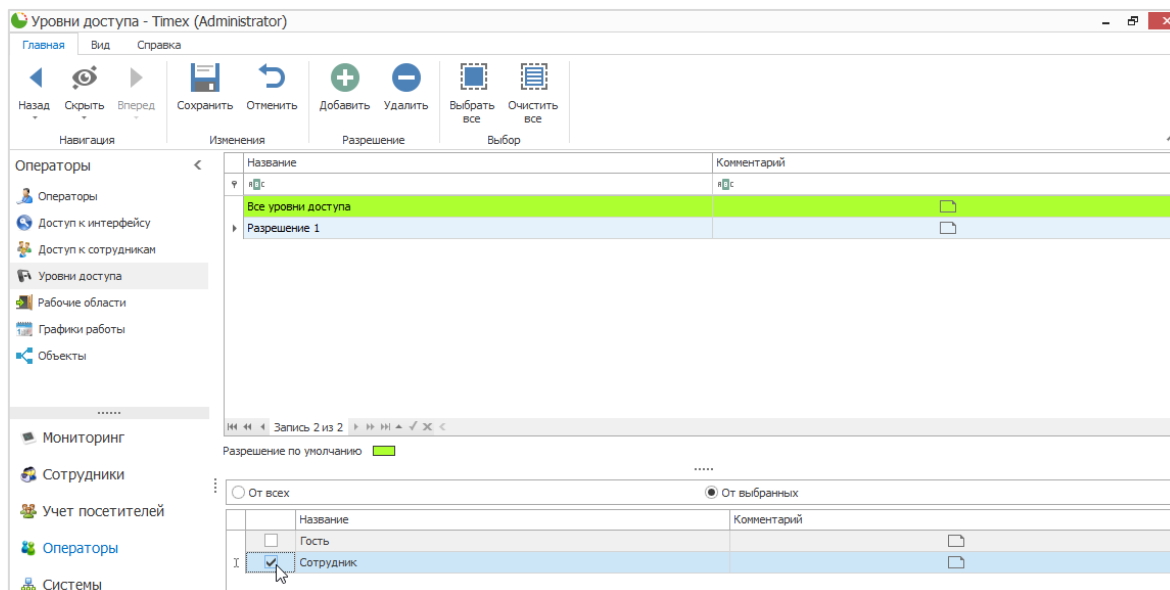 Уровни доступа - Timex (Administrator)
Главная Вид Справка
Назад Скрыть Вперед Сохранить Отменить Добавить Удалить Выбрать все Очистить все
Навигация Изменения Разрешение Выбор
Операторы
Операторы
Доступ к интерфейсу
Доступ к сотрудникам
Уровни доступа
Рабочие области
Графики работы
Объекты
Мониторинг
Сотрудники
Учет посетителей
Операторы
Системы
Название Комментарий
Все уровни доступа
Разрешение 1
Запись 2 из 2
Разрешение по умолчанию
От всех От выбранных
Название Комментарий
Гость
Сотрудник